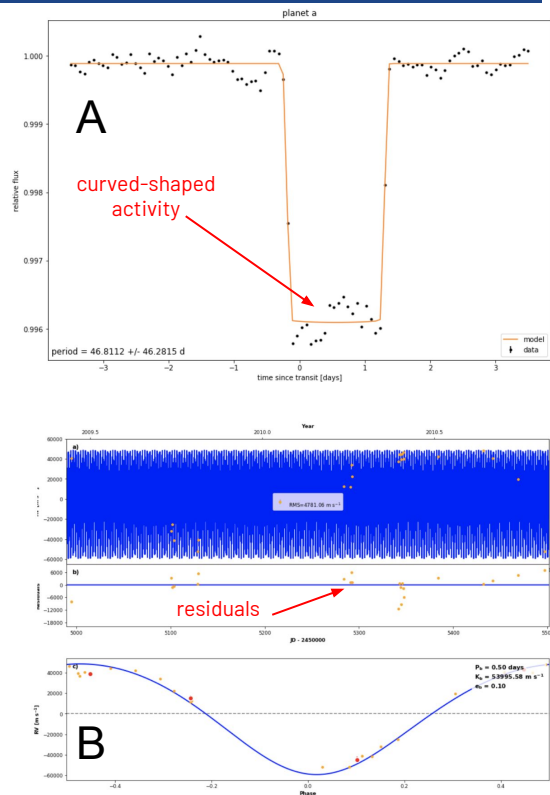 planet a
1.000
0.999
0.998
0.997
0.996
relative flux
A
curved-shaped
activity
period = 46.8112 +/- 46.2815 d
model
data
−3 −2 −1 0 1 2 3
time since transit [days]
Year
2009.5 2010.0 2010.5
a)
60000
40000
20000
0
−20000
−40000
−60000
RMS=4781.06 m s⁻¹
b)
6000
0
−6000
−12000
−18000
residuals
5000 5100 5200 5300 5400
JD - 2450000
c)
40000
20000
0
−20000
−40000
−60000
RV [m s⁻¹]
P_b = 0.50 days
K_b = 53995.58 m s⁻¹
e_b = 0.10
B
−0.4 −0.2 0.0 0.2 0.4
Phase